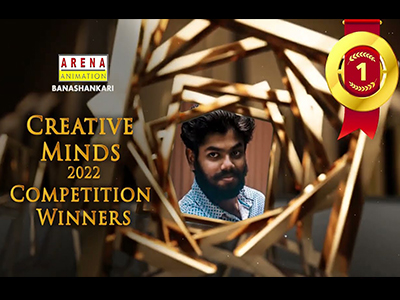 ARENA
ANIMATION
BANASHANKARI
CREATIVE
MINDS
2022
COMPETITION
WINNERS
1